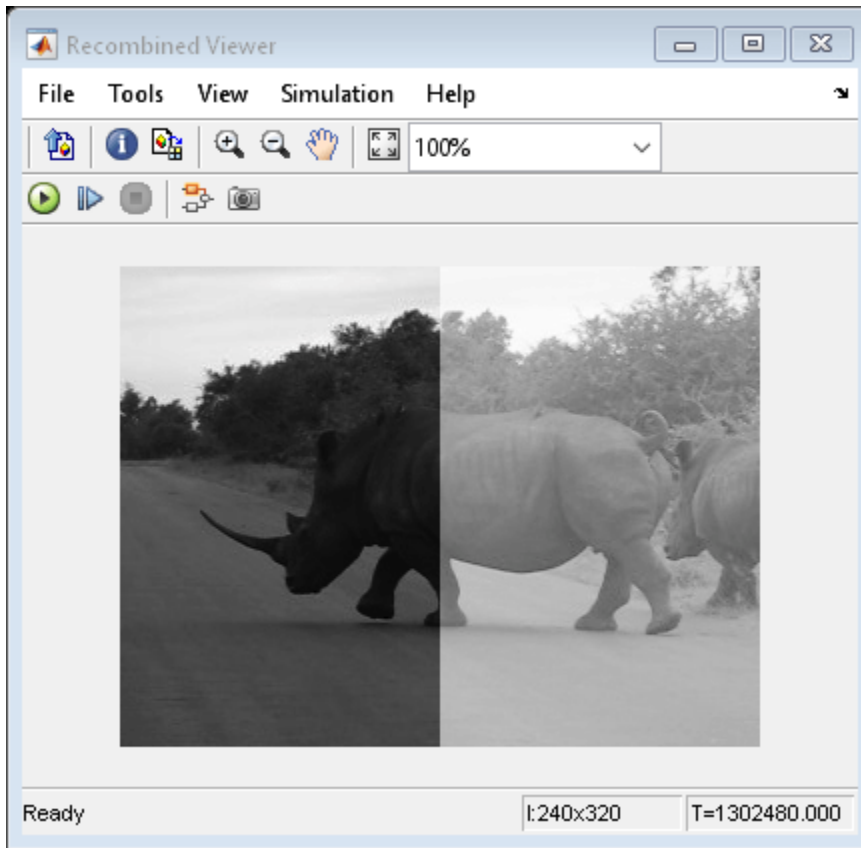 Recombined Viewer
File Tools View Simulation Help
100%
Ready I:240x320 T=1302480.000